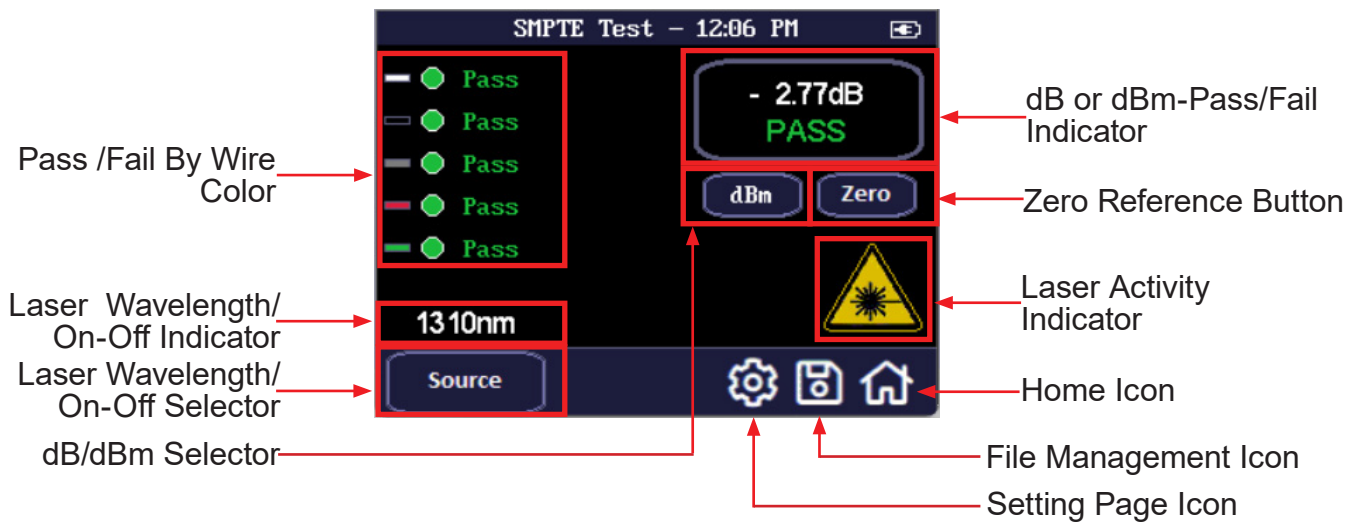 SMPTE Test – 12:06 PM
Pass
Pass
Pass
Pass
Pass
- 2.77dB
PASS
dBm
Zero
1310nm
Source
Pass /Fail By Wire
Color
Laser  Wavelength/
On-Off Indicator
Laser Wavelength/
On-Off Selector
dB/dBm Selector
dB or dBm-Pass/Fail
Indicator
Zero Reference Button
Laser Activity
Indicator
Home Icon
File Management Icon
Setting Page Icon